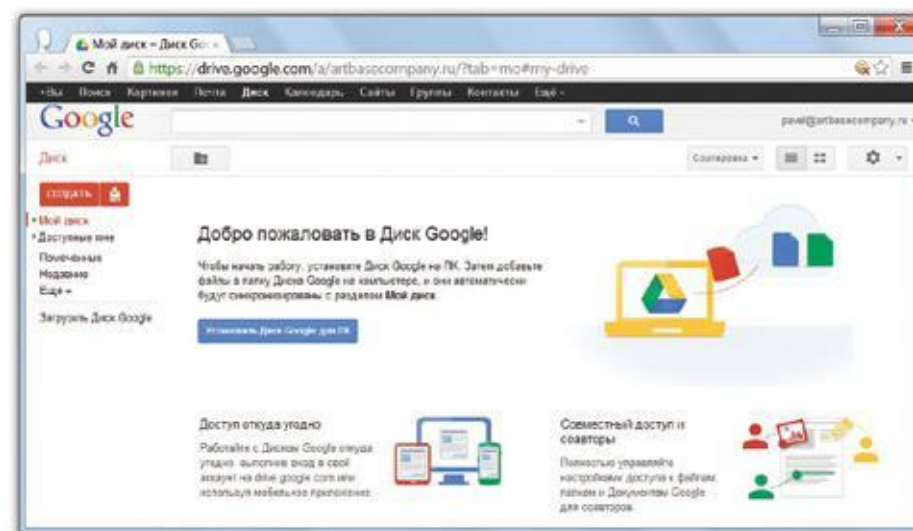 Мой диск – Диск Goo
https://drive.google.com/a/artbasecompany.ru/?tab=mo#my-drive
+Вы Поиск Картинки Почта Диск Календарь Сайты Группы Контакты Ещё
Google
pavel@artbasecompany.ru
Диск
Сортировка
СОЗДАТЬ
Мой диск
Доступные мне
Помеченные
Недавние
Ещё
Загрузить Диск Google
Добро пожаловать в Диск Google!
Чтобы начать работу, установите Диск Google на ПК. Затем добавьте
файлы в папку Диска Google на компьютере, и они автоматически
будут синхронизированы с разделом Мой диск.
Установить Диск Google для ПК
Доступ откуда угодно
Работайте с Диском Google откуда
угодно, выполнив вход в свой
аккаунт на drive.google.com или
используя мобильное приложение.
Совместный доступ и
соавторы
Полностью управляйте
настройками доступа к файлам,
папкам и Документам Google
для соавторов.